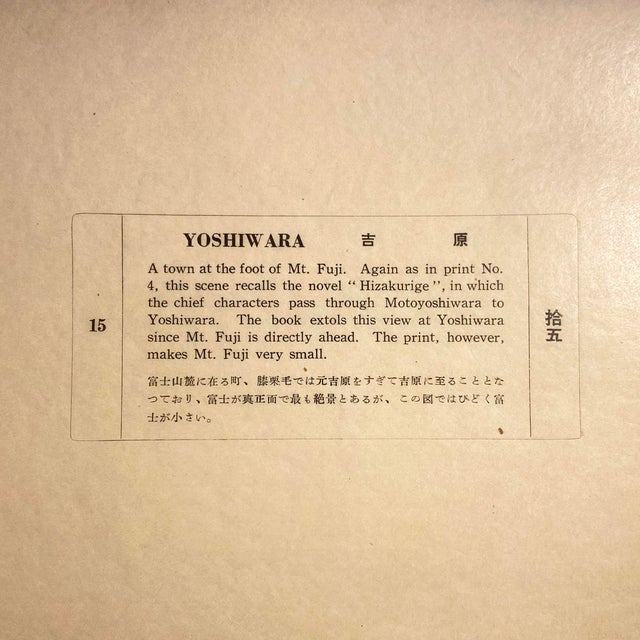 YOSHIWARA 吉 原
A town at the foot of Mt. Fuji. Again as in print No.
4, this scene recalls the novel “ Hizakurige ”, in which
the chief characters pass through Motoyoshiwara to
Yoshiwara. The book extols this view at Yoshiwara
since Mt. Fuji is directly ahead. The print, however,
makes Mt. Fuji very small.
富士山麓に在る町、膝栗毛では元吉原をすぎて吉原に至ることとな
つており、富士が真正面で最も絶景とあるが、この図ではひどく富
士が小さい。
15
拾五